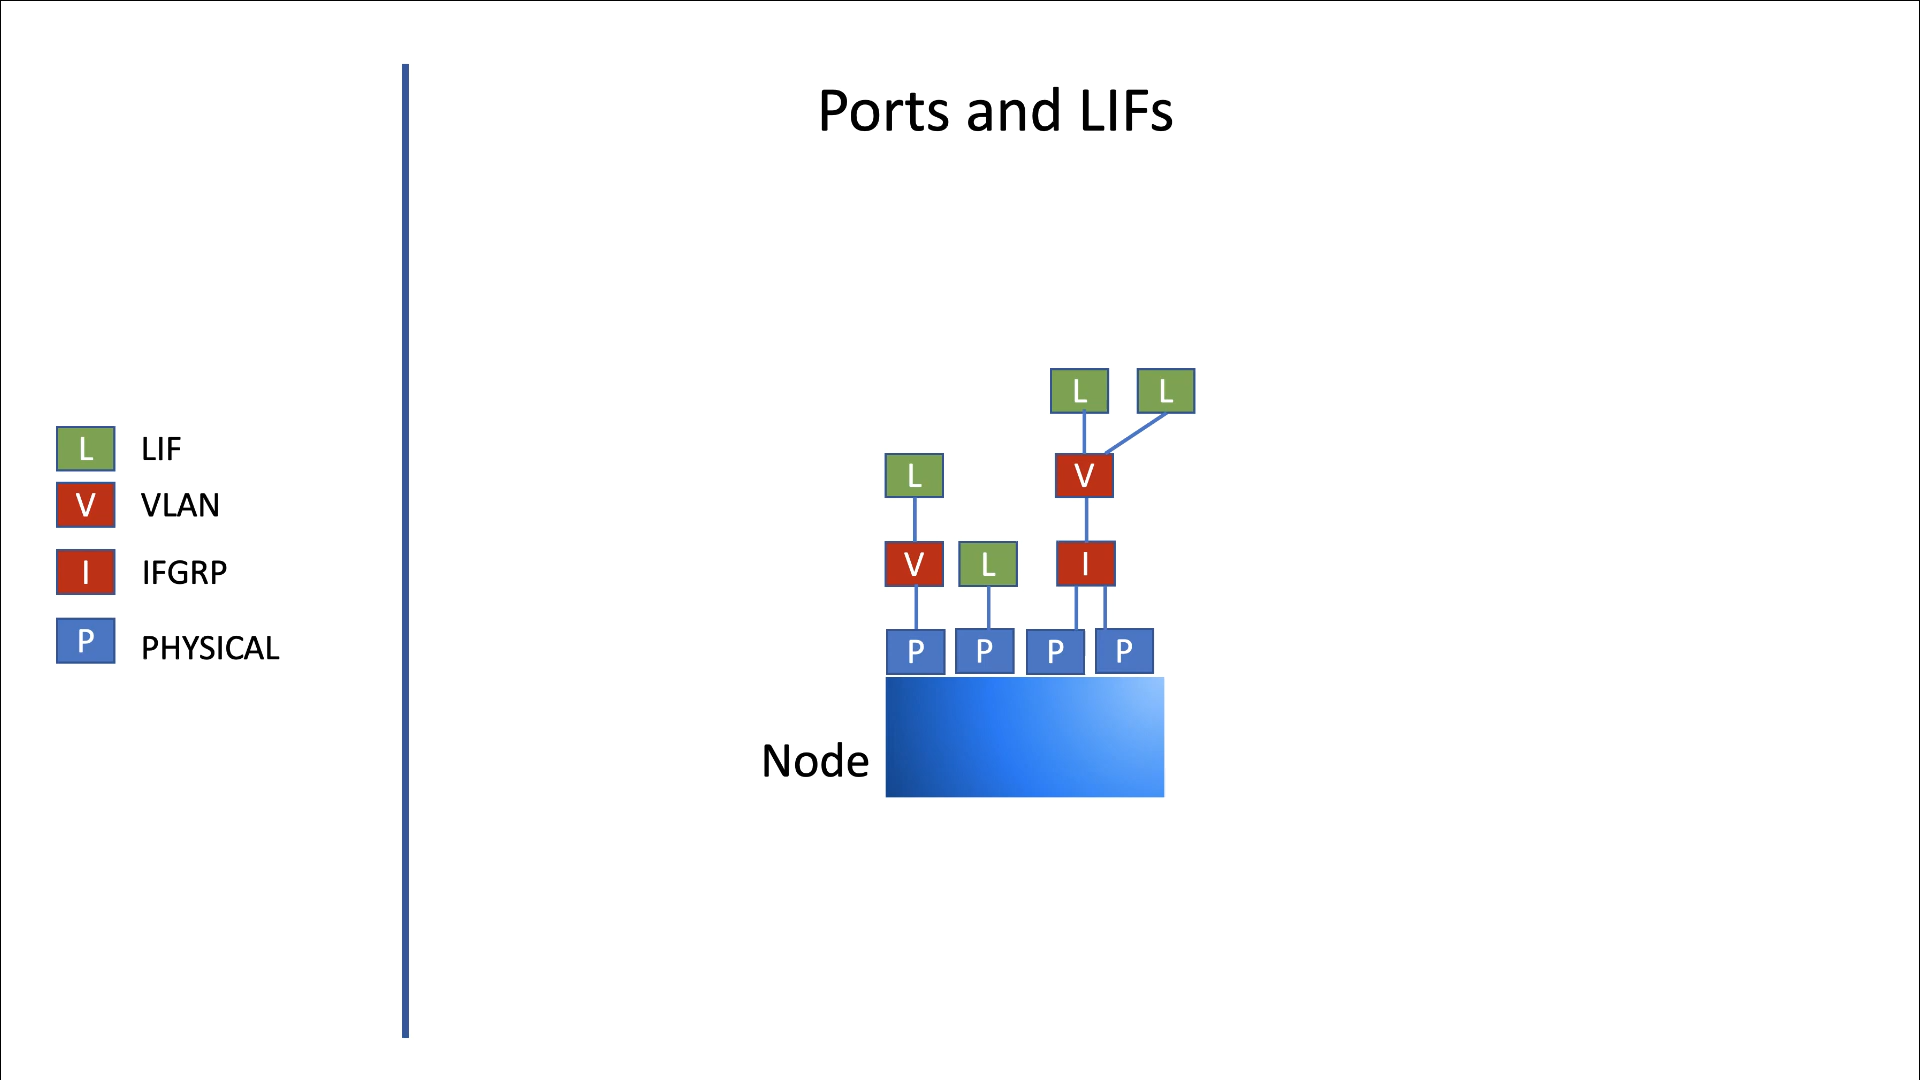 Ports and LIFs
L LIF
V VLAN
I IFGRP
P PHYSICAL
L L
L V
V L I
P P P P
Node